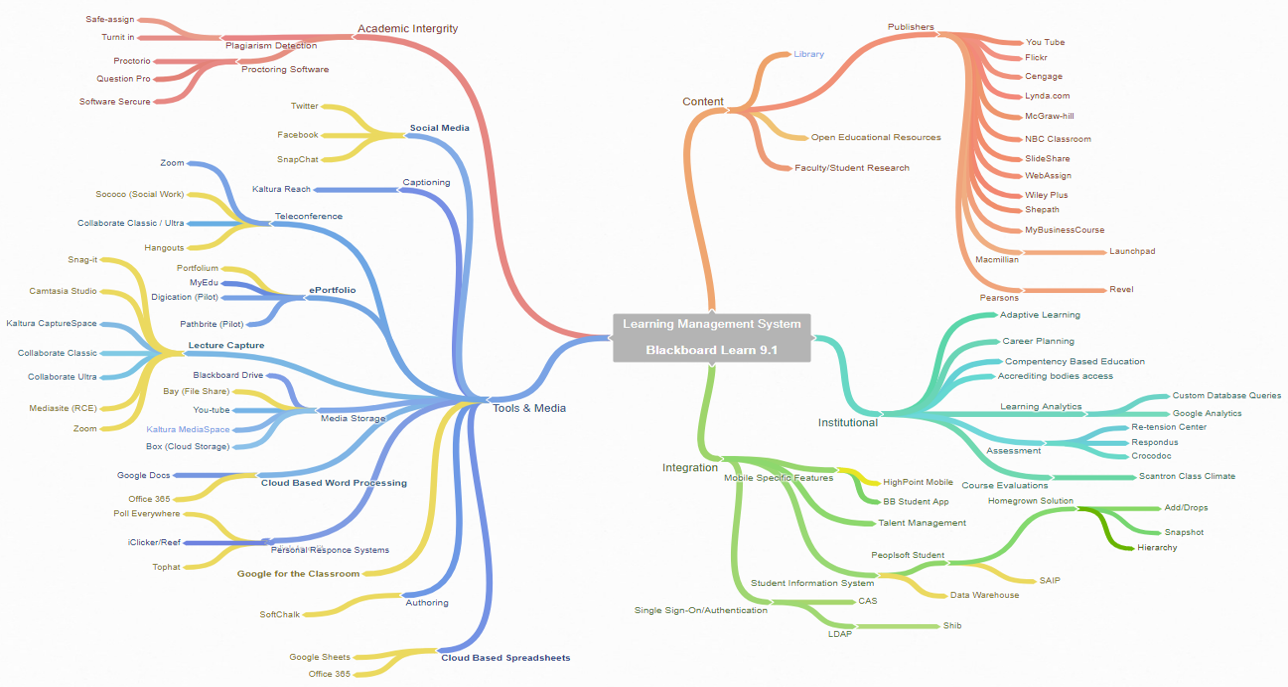 Learning Management System
Blackboard Learn 9.1
Academic Intergrity
Plagiarism Detection
Safe-assign
Turnit in
Proctoring Software
Proctorio
Question Pro
Software Sercure
Tools & Media
Social Media
Twitter
Facebook
SnapChat
Captioning
Kaltura Reach
Teleconference
Zoom
Sococo (Social Work)
Collaborate Classic / Ultra
Hangouts
ePortfolio
Portfolium
MyEdu
Digication (Pilot)
Pathbrite (Pilot)
Lecture Capture
Snag-it
Camtasia Studio
Kaltura CaptureSpace
Collaborate Classic
Collaborate Ultra
Mediasite (RCE)
Zoom
Media Storage
Blackboard Drive
Bay (File Share)
You-tube
Kaltura MediaSpace
Box (Cloud Storage)
Cloud Based Word Processing
Google Docs
Office 365
Personal Responce Systems
Poll Everywhere
iClicker/Reef
Tophat
Google for the Classroom
Authoring
SoftChalk
Cloud Based Spreadsheets
Google Sheets
Office 365
Content
Library
Publishers
You Tube
Flickr
Cengage
Lynda.com
McGraw-hill
NBC Classroom
SlideShare
WebAssign
Wiley Plus
Shepath
MyBusinessCourse
Macmillian
Launchpad
Pearsons
Revel
Open Educational Resources
Faculty/Student Research
Institutional
Adaptive Learning
Career Planning
Compentency Based Education
Accrediting bodies access
Learning Analytics
Custom Database Queries
Google Analytics
Assessment
Re-tension Center
Respondus
Crocodoc
Course Evaluations
Scantron Class Climate
Integration
Mobile Specific Features
HighPoint Mobile
BB Student App
Talent Management
Student Information System
Peoplsoft Student
Homegrown Solution
Add/Drops
Snapshot
Hierarchy
SAIP
Data Warehouse
Single Sign-On/Authentication
CAS
LDAP
Shib